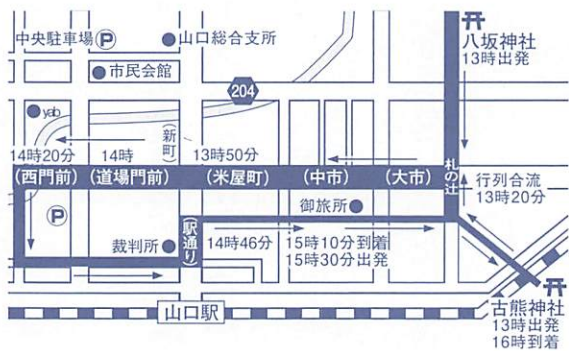 中央駐車場 P
山口総合支所
八坂神社
13時出発
市民会館
204
yab
(新町)
14時20分
14時
13時50分
(西門前)
(道場門前)
(米屋町)
(中市)
(大市)
札の辻
行列合流
13時20分
御旅所
P
裁判所
(駅通り)
14時46分
15時10分到着
15時30分出発
山口駅
古熊神社
13時出発
16時到着